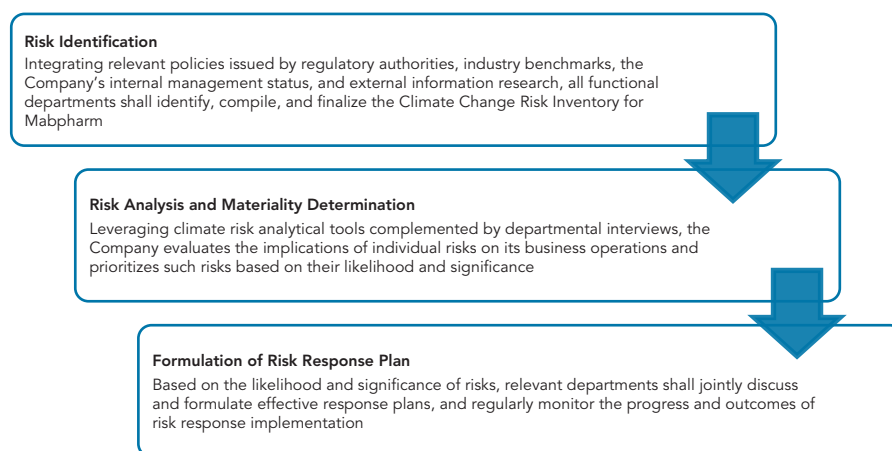 Risk Identification
Integrating relevant policies issued by regulatory authorities, industry benchmarks, the
Company's internal management status, and external information research, all functional
departments shall identify, compile, and finalize the Climate Change Risk Inventory for
Mabpharm
Risk Analysis and Materiality Determination
Leveraging climate risk analytical tools complemented by departmental interviews, the
Company evaluates the implications of individual risks on its business operations and
prioritizes such risks based on their likelihood and significance
Formulation of Risk Response Plan
Based on the likelihood and significance of risks, relevant departments shall jointly discuss
and formulate effective response plans, and regularly monitor the progress and outcomes of
risk response implementation